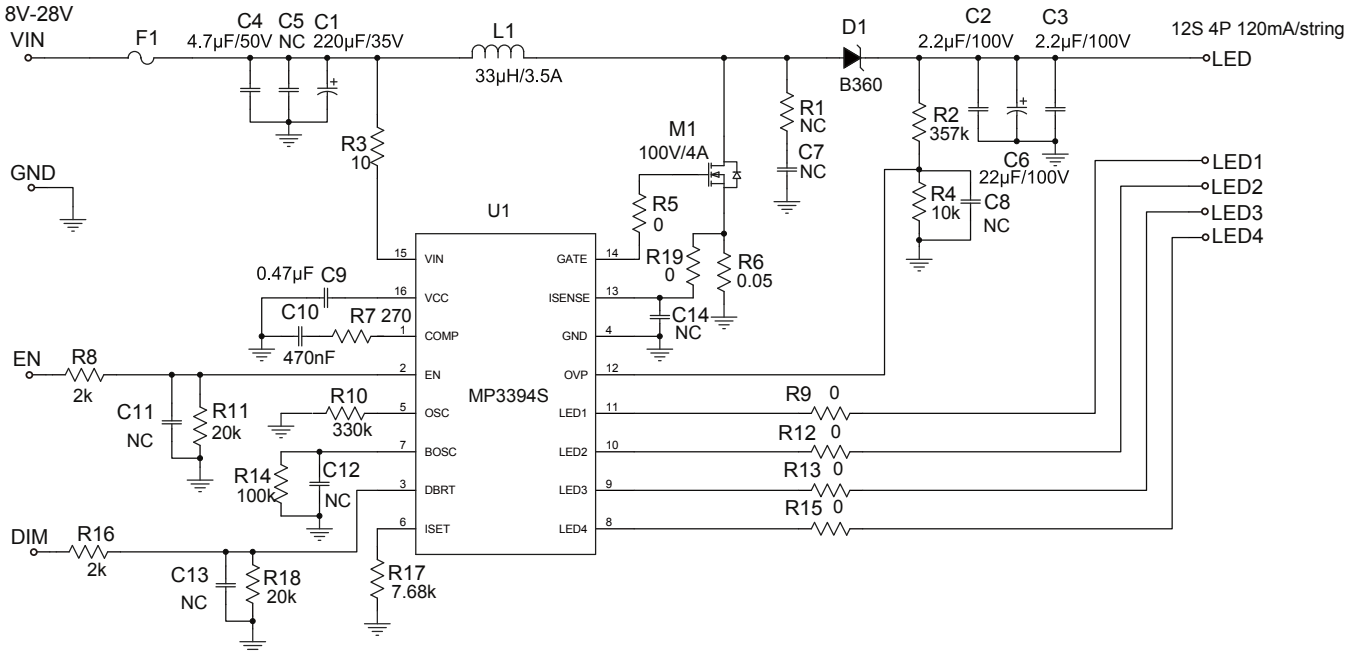 8V-28V
VIN
F1
C4
4.7µF/50V
C5
NC
C1
220µF/35V
L1
33µH/3.5A
D1
B360
C2
2.2µF/100V
C3
2.2µF/100V
12S 4P 120mA/string
LED
R3
10
M1
100V/4A
R1
NC
C7
NC
R2
357k
C6
22µF/100V
R4
10k
C8
NC
GND
LED1
LED2
LED3
LED4
U1
R5
0
R19
0
R6
0.05
C14
NC
0.47µF
C9
C10
470nF
R7 270
15
VIN
16
VCC
1
COMP
2
EN
5
OSC
7
BOSC
3
DBRT
6
ISET
MP3394S
GATE
14
ISENSE
13
GND
4
OVP
12
LED1
11
LED2
10
LED3
9
LED4
8
EN
R8
2k
C11
NC
R11
20k
R10
330k
R14
100k
C12
NC
R9 0
R12 0
R13 0
R15 0
DIM
R16
2k
C13
NC
R18
20k
R17
7.68k